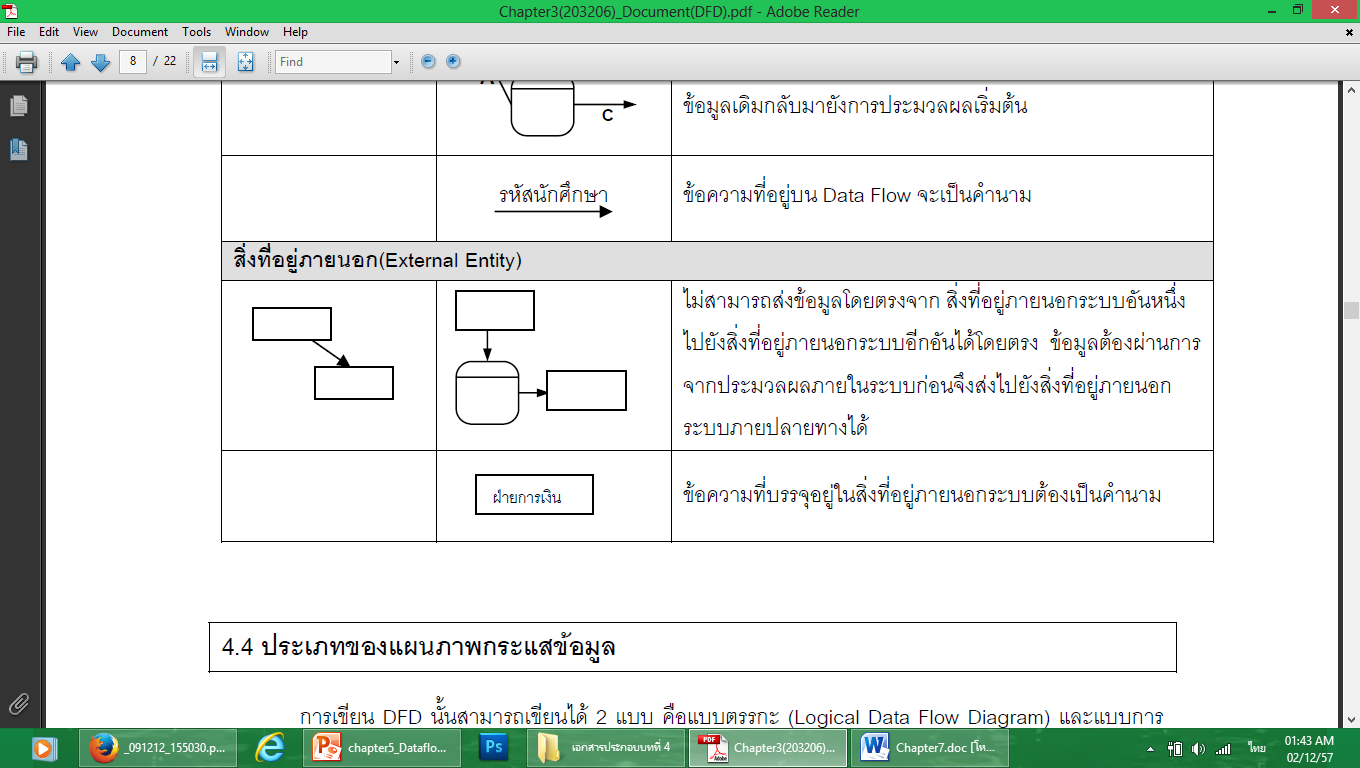 Chapter3(203206)_Document(DFD).pdf - Adobe Reader
File Edit View Document Tools Window Help
8 / 22 Find
C
ข้อมูลเดิมกลับมายังการประมวลผลเริ่มต้น
รหัสนักศึกษา
ข้อความที่อยู่บน Data Flow จะเป็นคำนาม
สิ่งที่อยู่ภายนอก(External Entity)
ไม่สามารถส่งข้อมูลโดยตรงจาก สิ่งที่อยู่ภายนอกระบบอันหนึ่ง
ไปยังสิ่งที่อยู่ภายนอกระบบอีกอันได้โดยตรง ข้อมูลต้องผ่านการ
จากประมวลผลภายในระบบก่อนจึงส่งไปยังสิ่งที่อยู่ภายนอก
ระบบภายปลายทางได้
ฝ่ายการเงิน
ข้อความที่บรรจุอยู่ในสิ่งที่อยู่ภายนอกระบบต้องเป็นคำนาม
4.4 ประเภทของแผนภาพกระแสข้อมูล
การเขียน DFD นั้นสามารถเขียนได้ 2 แบบ คือแบบตรรกะ (Logical Data Flow Diagram) และแบบการ
_091212_155030.p...
chapter5_Dataflo...
Ps
เอกสารประกอบบทที่ 4
PDF
Adobe
Chapter3(203206)...
Chapter7.doc [โห...
ไทย
01:43 AM
02/12/57